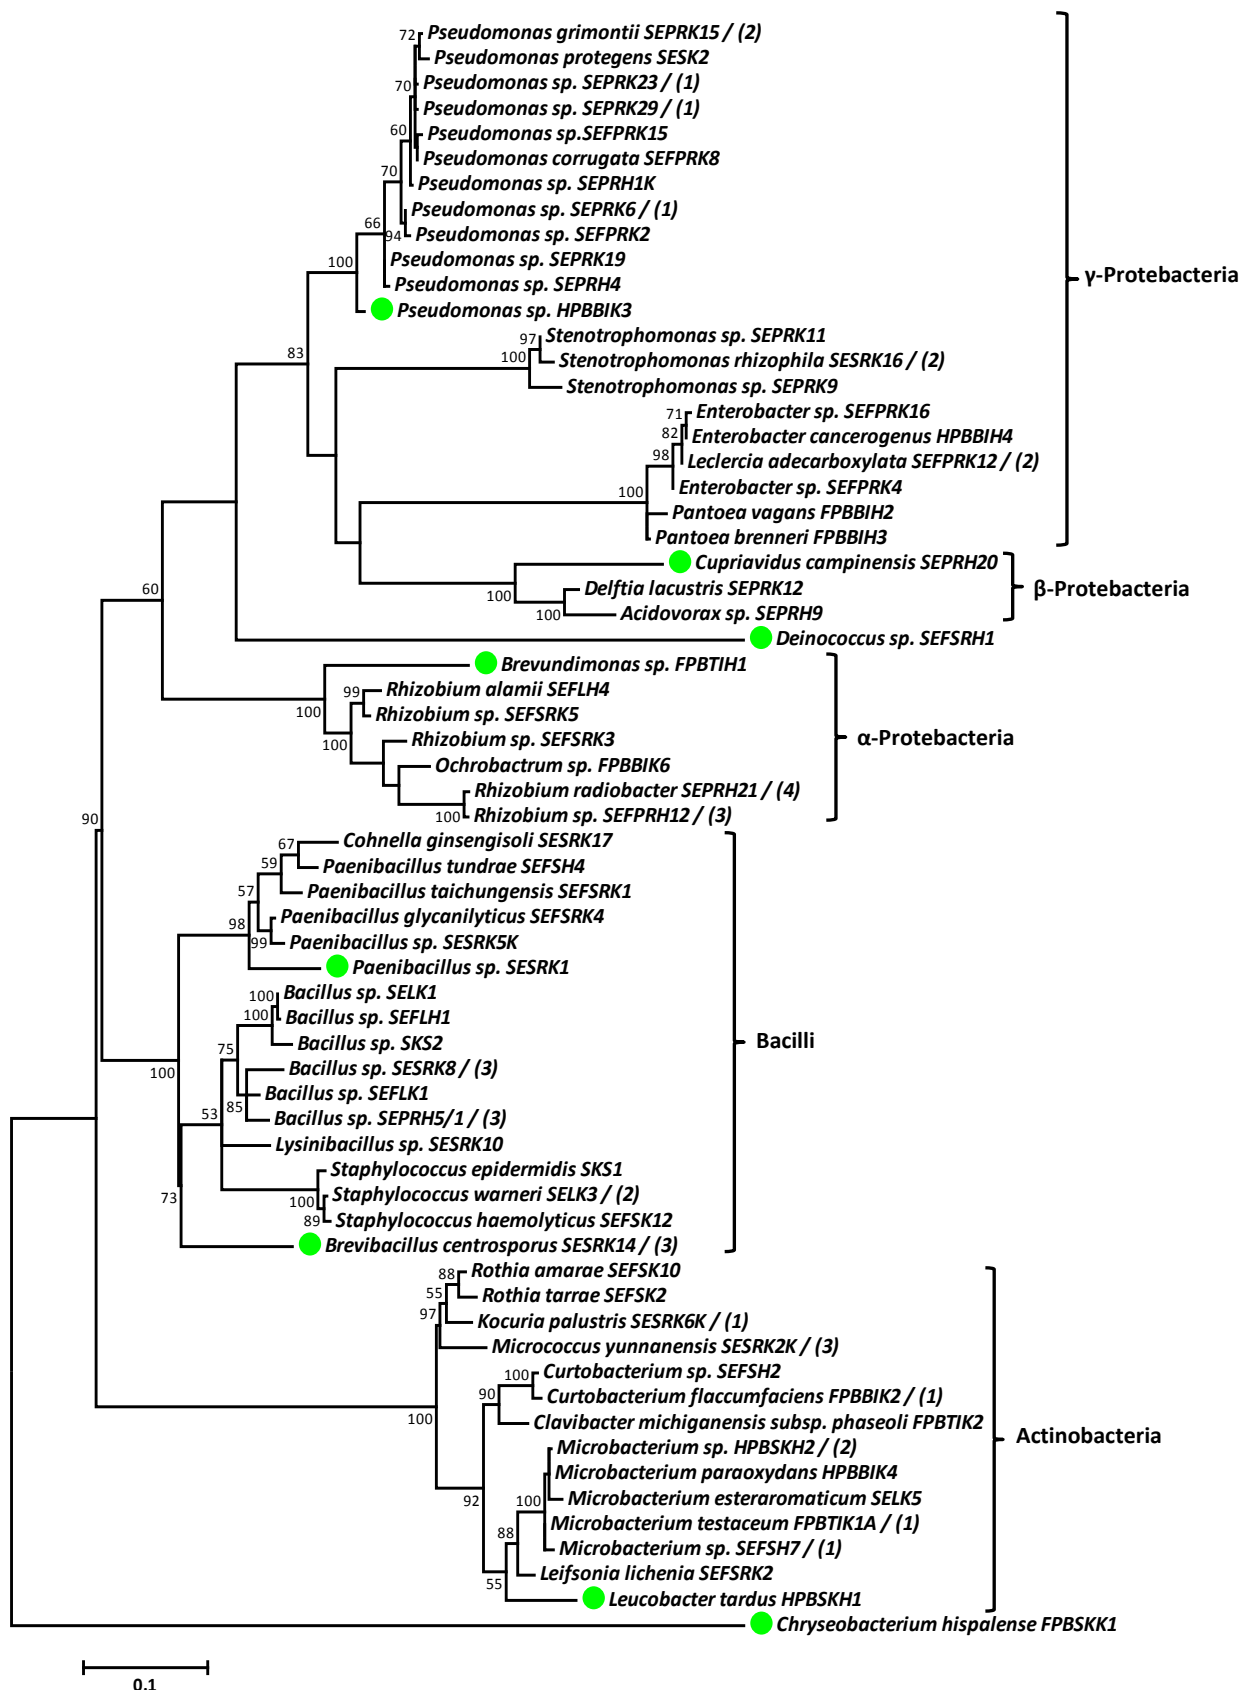 72
Pseudomonas grimontii SEPRK15 / (2)
Pseudomonas protegens SESK2
70
Pseudomonas sp. SEPRK23 / (1)
Pseudomonas sp. SEPRK29 / (1)
60
Pseudomonas sp.SEFPRK15
Pseudomonas corrugata SEFPRK8
70
Pseudomonas sp. SEPRH1K
Pseudomonas sp. SEPRK6 / (1)
66
94
Pseudomonas sp. SEFPRK2
100
Pseudomonas sp. SEPRK19
Pseudomonas sp. SEPRH4
Pseudomonas sp. HPBBIK3
γ-Protebacteria
83
97
Stenotrophomonas sp. SEPRK11
100
Stenotrophomonas rhizophila SESRK16 / (2)
Stenotrophomonas sp. SEPRK9
71
Enterobacter sp. SEFPRK16
82
Enterobacter cancerogenus HPBBIH4
98
Leclercia adecarboxylata SEFPRK12 / (2)
100
Enterobacter sp. SEFPRK4
Pantoea vagans FPBBIH2
Pantoea brenneri FPBBIH3
Cupriavidus campinensis SEPRH20
100
Delftia lacustris SEPRK12
100
Acidovorax sp. SEPRH9
β-Protebacteria
60
Deinococcus sp. SEFSRH1
Brevundimonas sp. FPBTIH1
100
99
Rhizobium alamii SEFLH4
Rhizobium sp. SEFSRK5
100
Rhizobium sp. SEFSRK3
Ochrobactrum sp. FPBBIK6
Rhizobium radiobacter SEPRH21 / (4)
100
Rhizobium sp. SEFPRH12 / (3)
α-Protebacteria
90
67
Cohnella ginsengisoli SESRK17
59
Paenibacillus tundrae SEFSH4
57
Paenibacillus taichungensis SEFSRK1
98
Paenibacillus glycanilyticus SEFSRK4
99
Paenibacillus sp. SESRK5K
Paenibacillus sp. SESRK1
100
Bacillus sp. SELK1
100
Bacillus sp. SEFLH1
75
Bacillus sp. SKS2
100
Bacillus sp. SESRK8 / (3)
Bacillus sp. SEFLK1
53
85
Bacillus sp. SEPRH5/1 / (3)
Lysinibacillus sp. SESRK10
Staphylococcus epidermidis SKS1
73
100
Staphylococcus warneri SELK3 / (2)
89
Staphylococcus haemolyticus SEFSK12
Brevibacillus centrosporus SESRK14 / (3)
Bacilli
88
Rothia amarae SEFSK10
55
Rothia tarrae SEFSK2
97
Kocuria palustris SESRK6K / (1)
Micrococcus yunnanensis SESRK2K / (3)
100
100
Curtobacterium sp. SEFSH2
90
Curtobacterium flaccumfaciens FPBBIK2 / (1)
Clavibacter michiganensis subsp. phaseoli FPBTIK2
Microbacterium sp. HPBSKH2 / (2)
Microbacterium paraoxydans HPBBIK4
92
100
Microbacterium esteraromaticum SELK5
Microbacterium testaceum FPBTIK1A / (1)
88
Microbacterium sp. SEFSH7 / (1)
Leifsonia lichenia SEFSRK2
55
Leucobacter tardus HPBSKH1
Actinobacteria
Chryseobacterium hispalense FPBSKK1
0.1